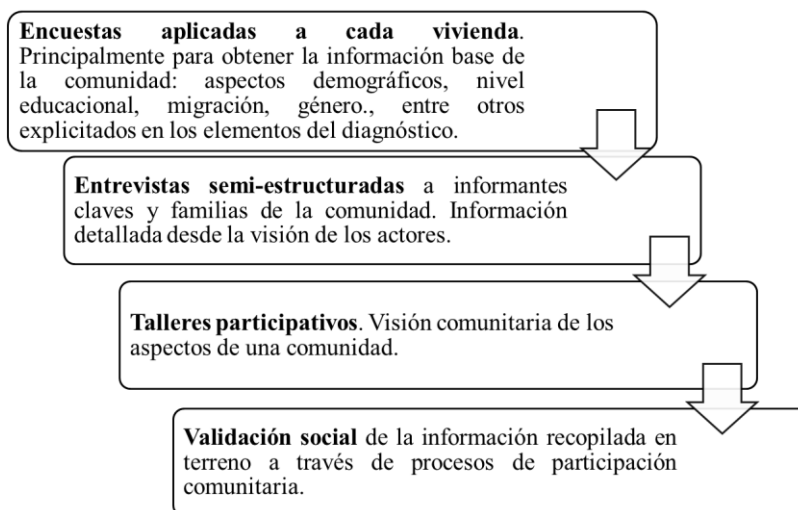 Encuestas aplicadas a cada vivienda.
Principalmente para obtener la información base de
la comunidad: aspectos demográficos, nivel
educacional, migración, género., entre otros
explicitados en los elementos del diagnóstico.
Entrevistas semi-estructuradas a informantes
claves y familias de la comunidad. Información
detallada desde la visión de los actores.
Talleres participativos. Visión comunitaria de los
aspectos de una comunidad.
Validación social de la información recopilada en
terreno a través de procesos de participación
comunitaria.